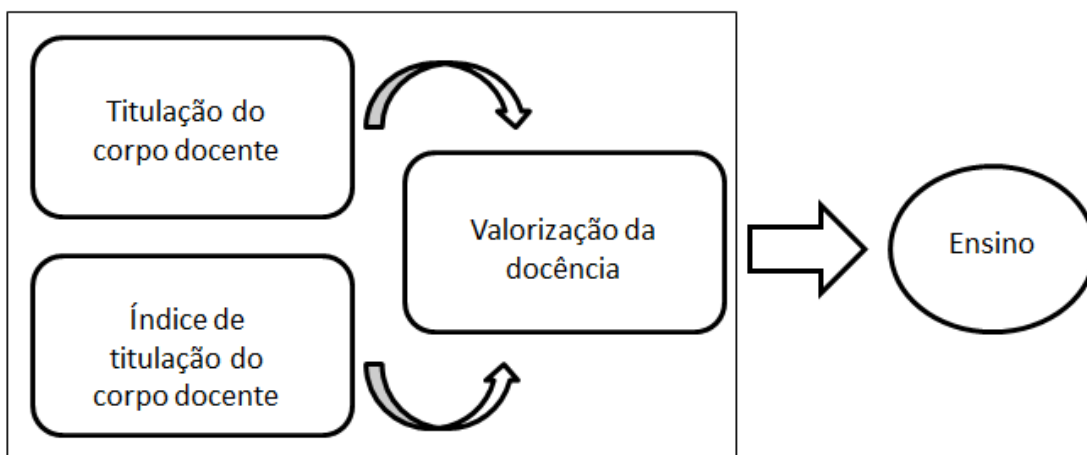 Titulação do
corpo docente
Valorização da
docência
Ensino
Índice de
titulação do
corpo docente